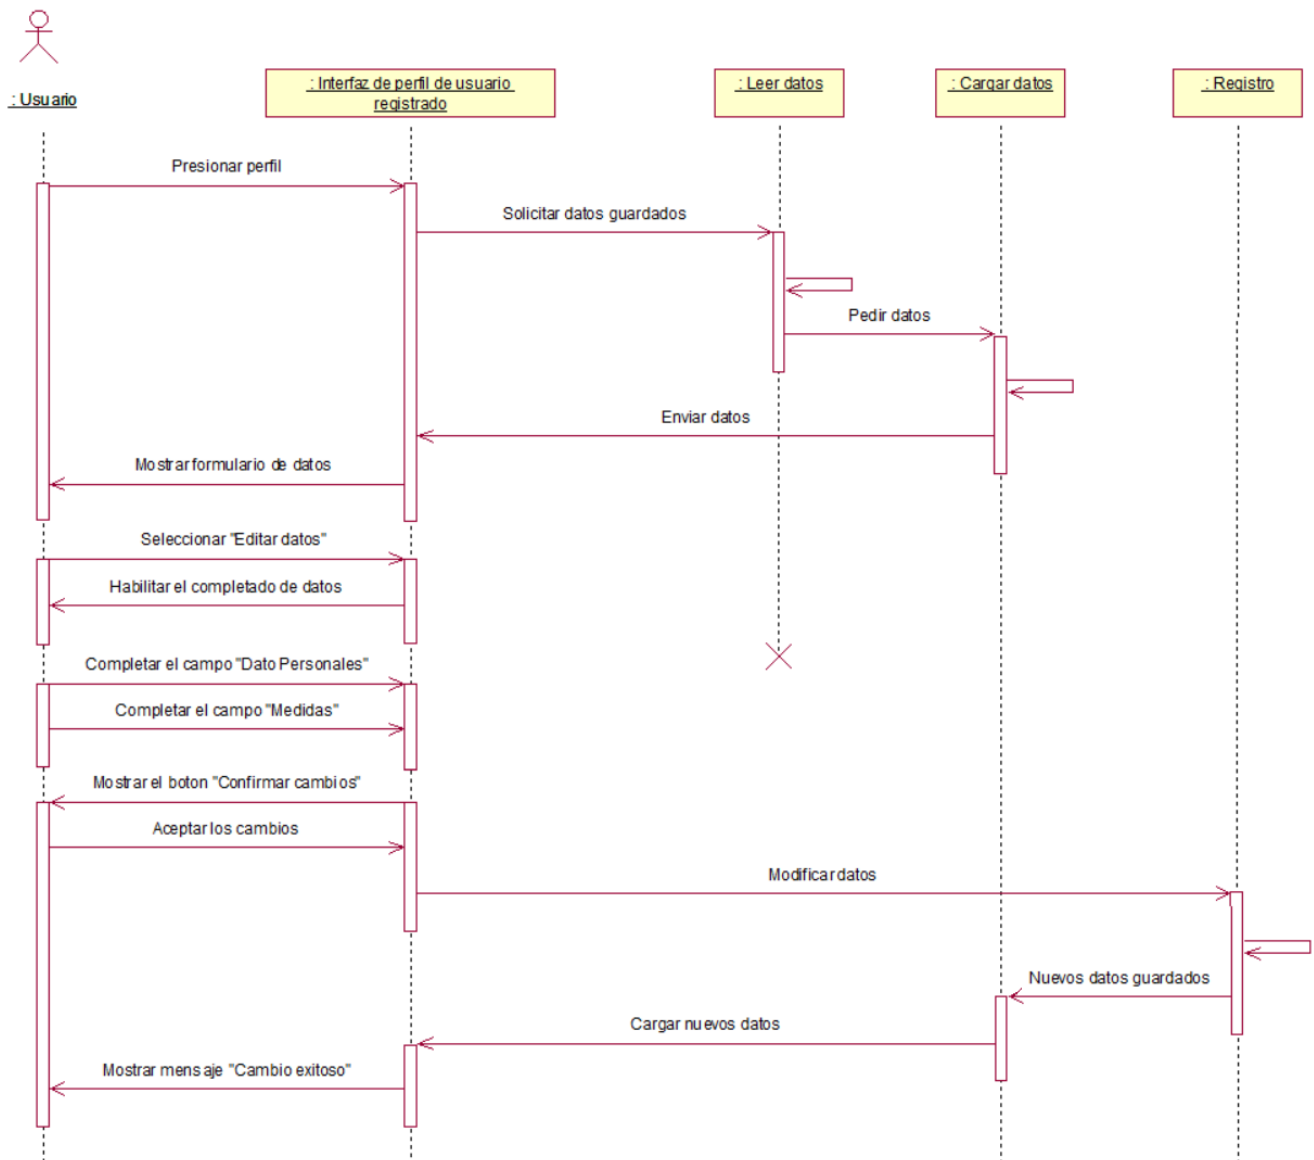 : Usuario
: Interfaz de perfil de usuario
registrado
: Leer datos
: Cargar datos
: Registro
Presionar perfil
Solicitar datos guardados
Pedir datos
Enviar datos
Mostrar formulario de datos
Seleccionar "Editar datos"
Habilitar el completado de datos
Completar el campo "Dato Personales"
Completar el campo "Medidas"
Mostrar el boton "Confirmar cambios"
Aceptar los cambios
Modificar datos
Nuevos datos guardados
Cargar nuevos datos
Mostrar mensaje "Cambio exitoso"